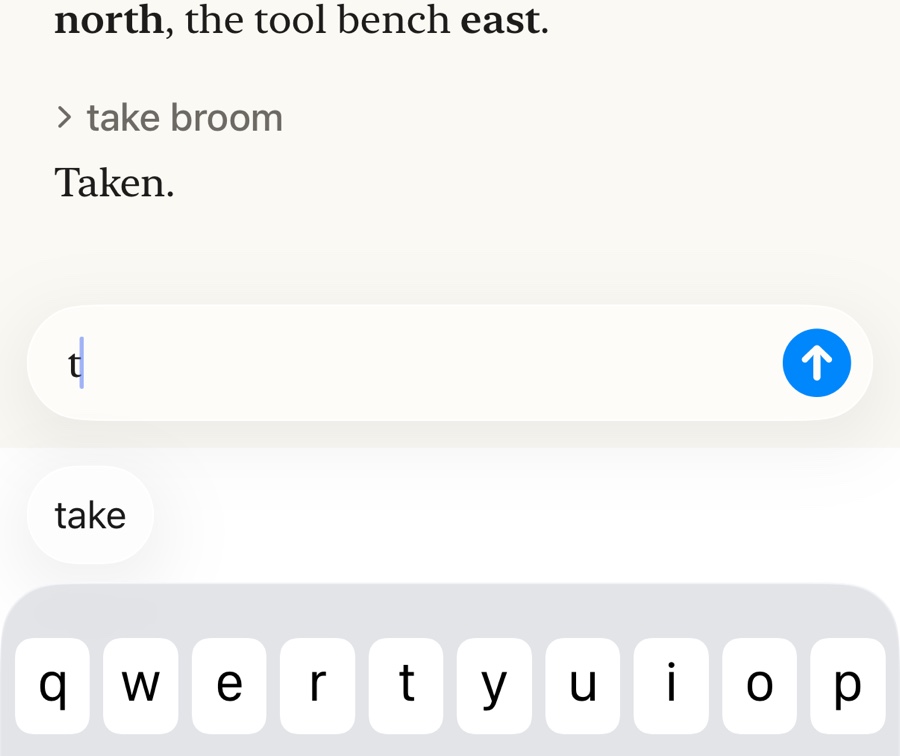 north, the tool bench east.
> take broom
Taken.
t
take
q w e r t y u i o p